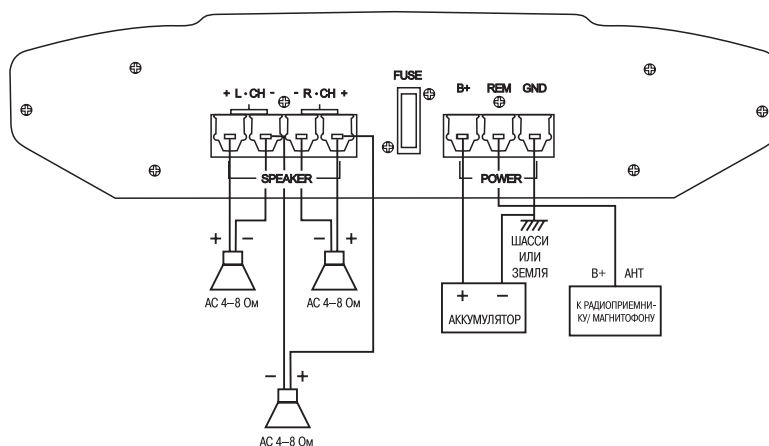 FUSE
+ L · CH - - R · CH +
B+ REM GND
SPEAKER
POWER
+ − − +
АС 4–8 Ом АС 4–8 Ом
ШАССИ
ИЛИ
ЗЕМЛЯ
B+ АНТ
+ −
АККУМУЛЯТОР
К РАДИОПРИЕМНИ-
КУ/ МАГНИТОФОНУ
− +
АС 4–8 Ом